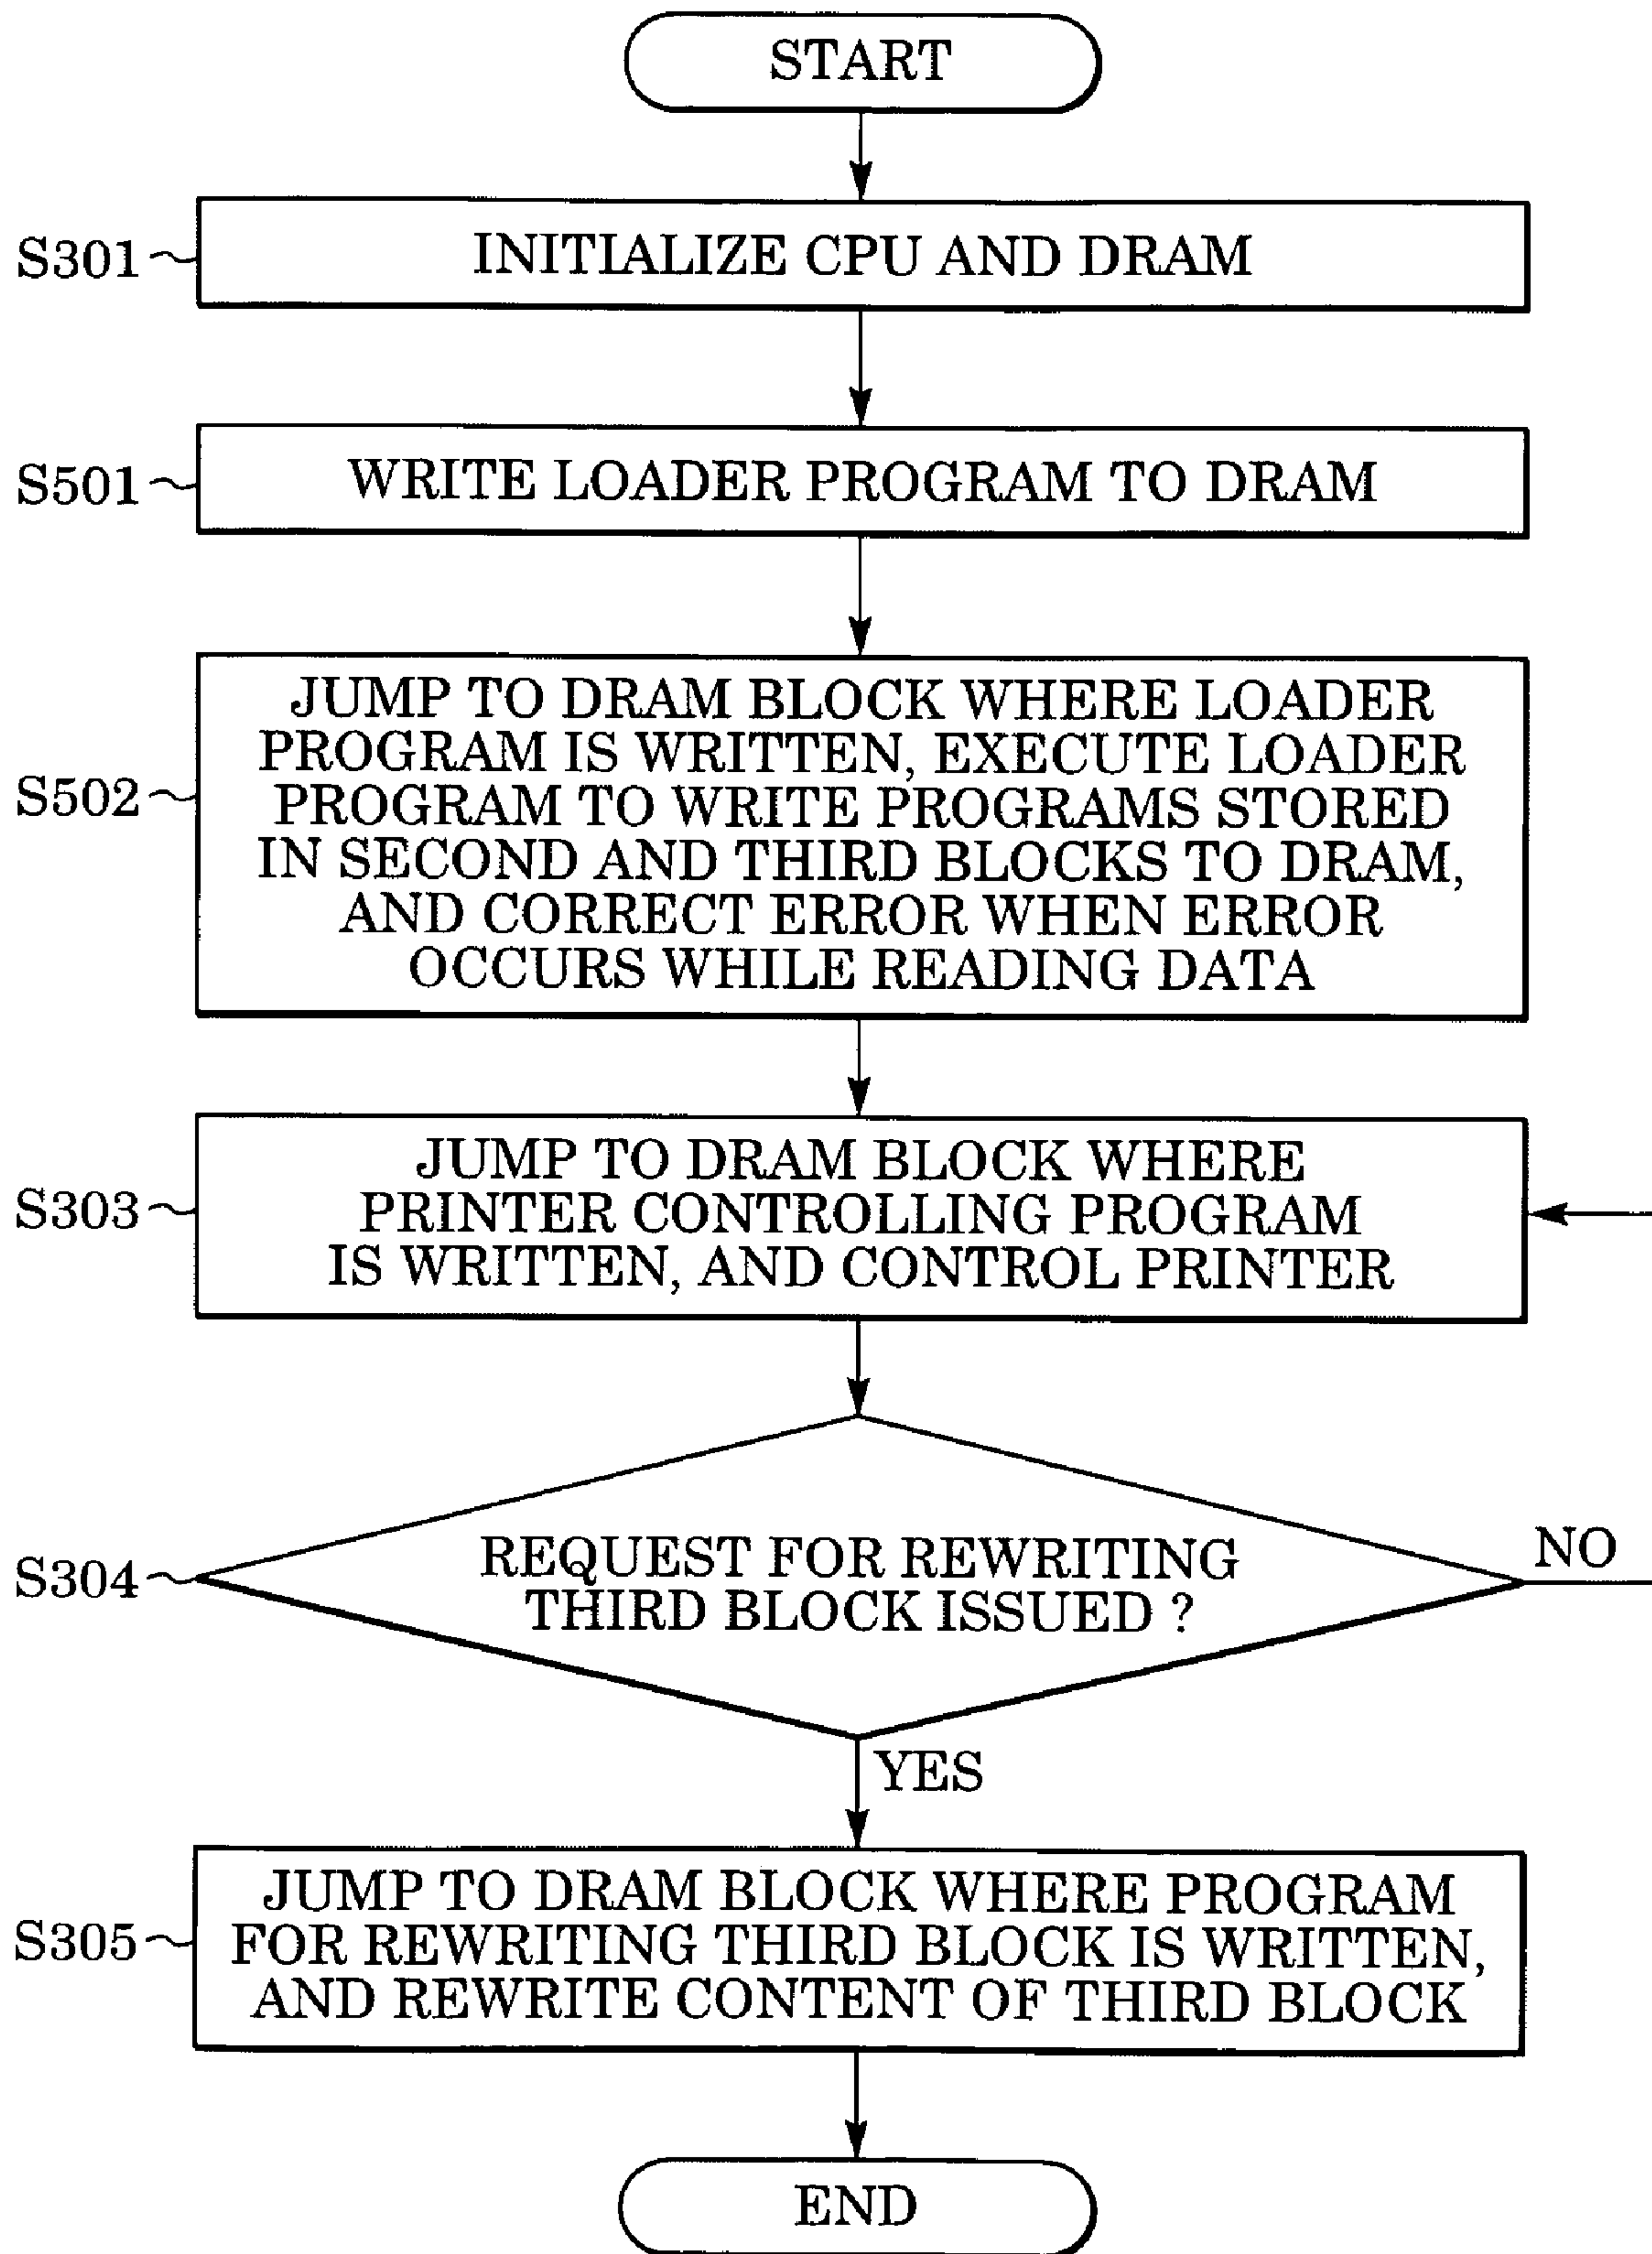 START
S301
INITIALIZE CPU AND DRAM
S501
WRITE LOADER PROGRAM TO DRAM
S502
JUMP TO DRAM BLOCK WHERE LOADER
PROGRAM IS WRITTEN, EXECUTE LOADER
PROGRAM TO WRITE PROGRAMS STORED
IN SECOND AND THIRD BLOCKS TO DRAM,
AND CORRECT ERROR WHEN ERROR
OCCURS WHILE READING DATA
S303
JUMP TO DRAM BLOCK WHERE
PRINTER CONTROLLING PROGRAM
IS WRITTEN, AND CONTROL PRINTER
S304
REQUEST FOR REWRITING
THIRD BLOCK ISSUED ?
NO
YES
S305
JUMP TO DRAM BLOCK WHERE PROGRAM
FOR REWRITING THIRD BLOCK IS WRITTEN,
AND REWRITE CONTENT OF THIRD BLOCK
END